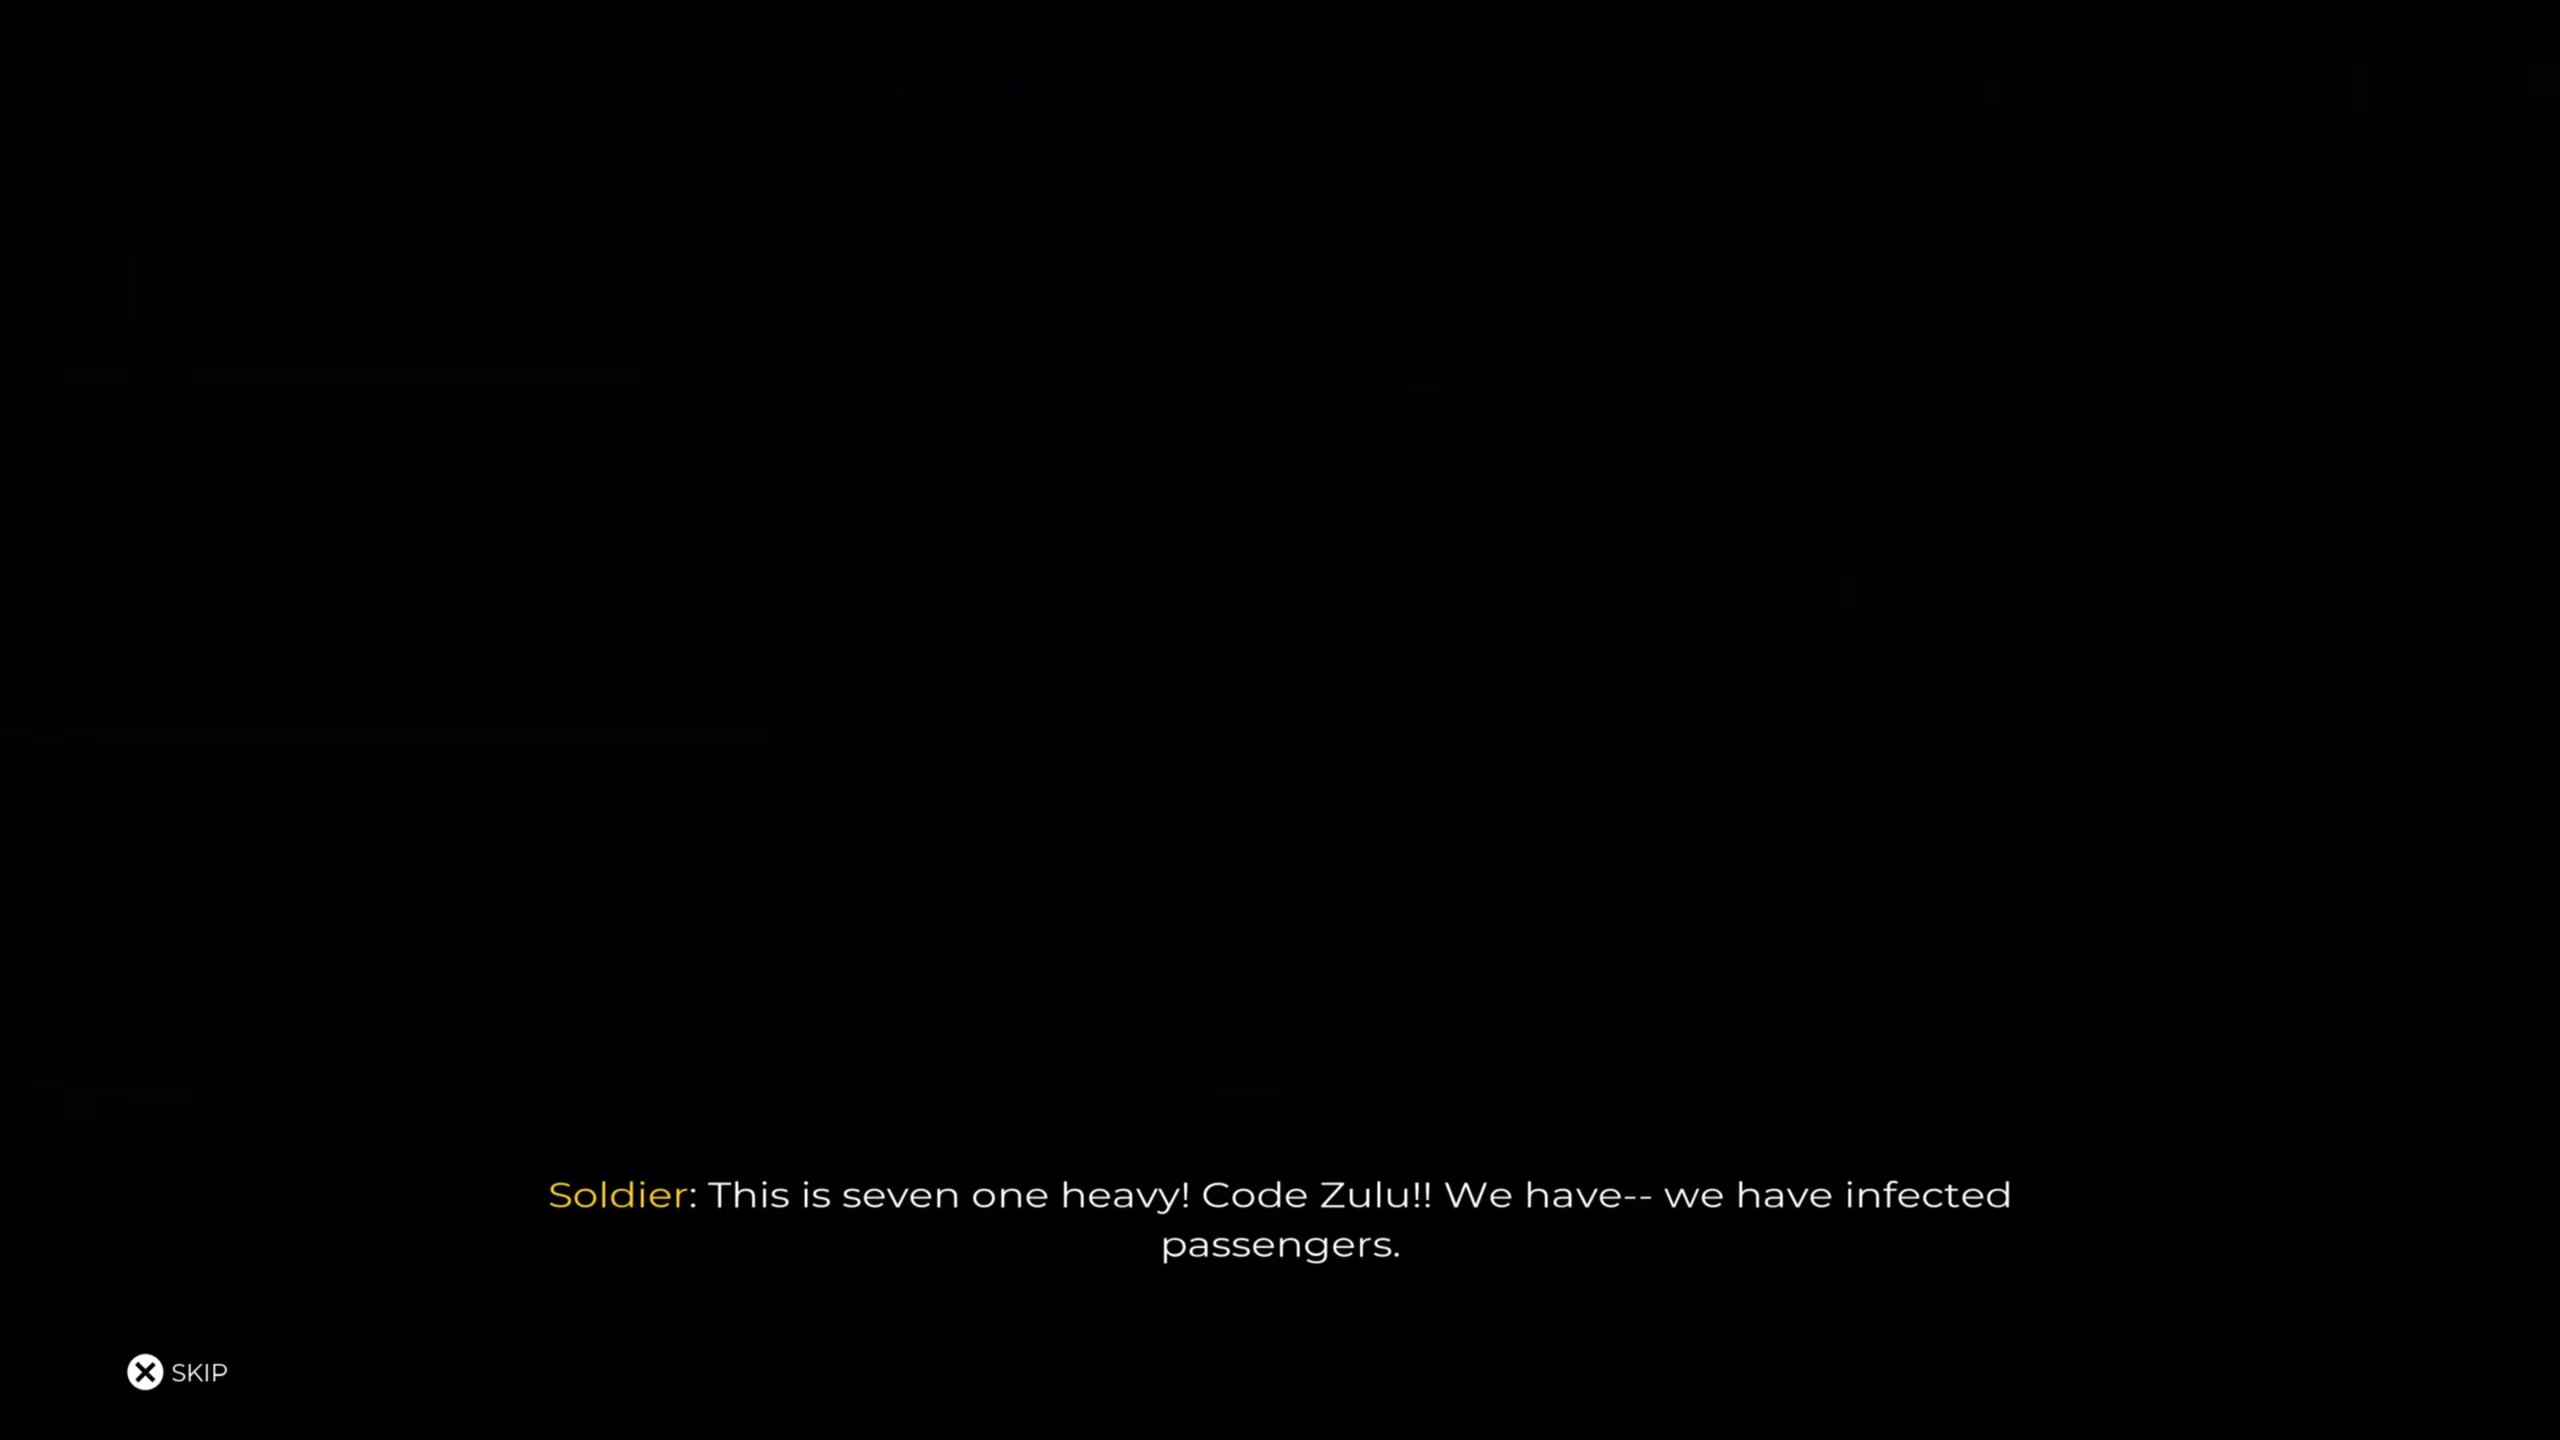 Soldier: This is seven one heavy! Code Zulu!! We have-- we have infected
passengers.
SKIP